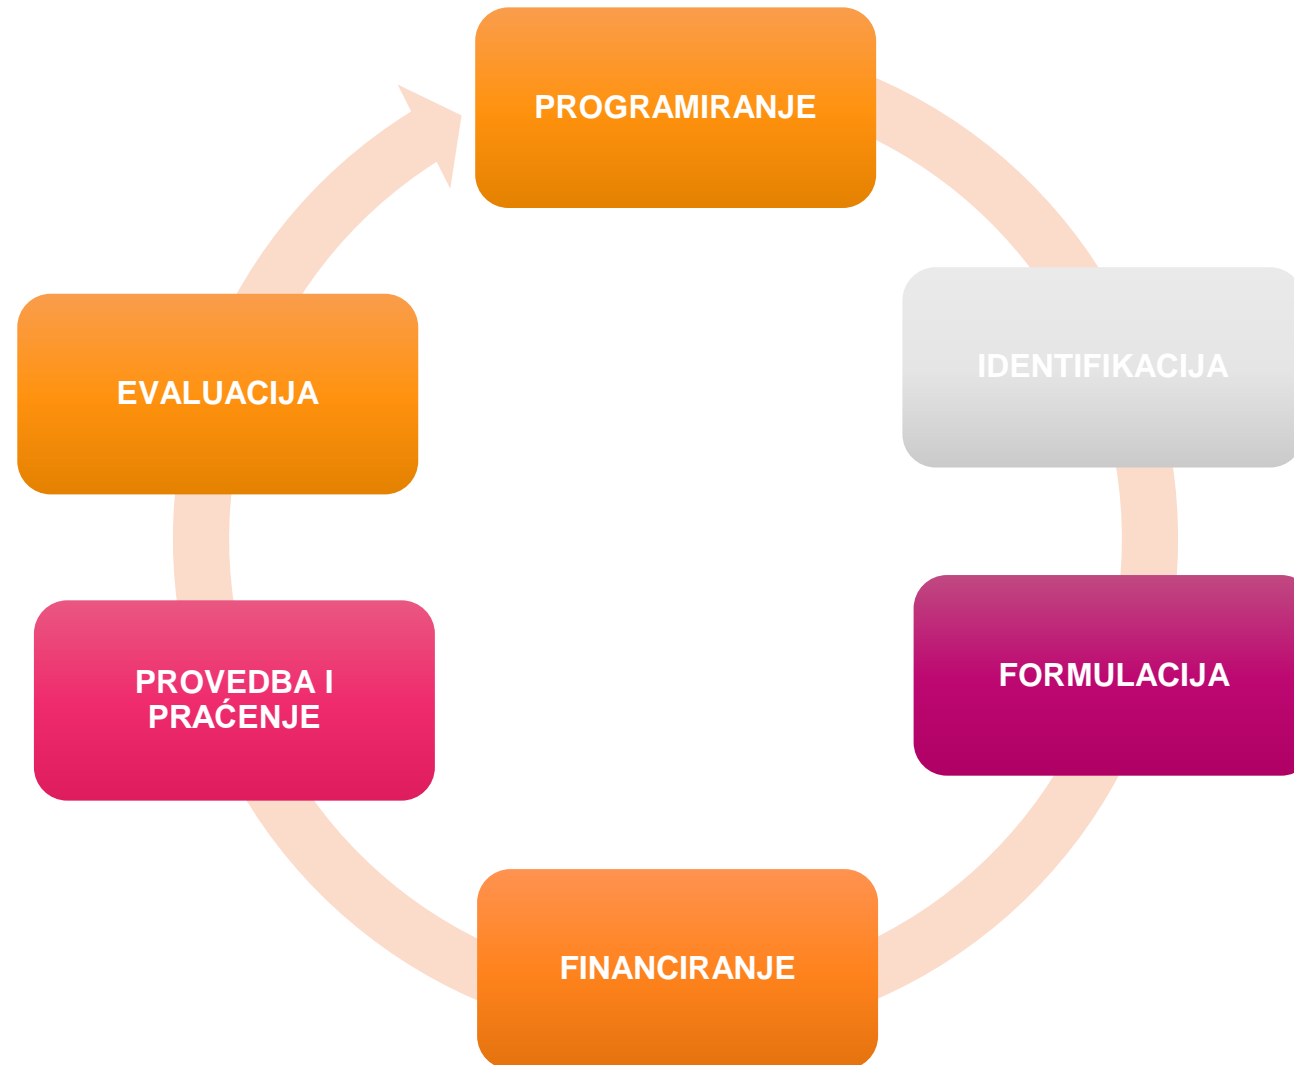 PROGRAMIRANJE
IDENTIFIKACIJA
FORMULACIJA
FINANCIRANJE
PROVEDBA I
PRAĆENJE
EVALUACIJA